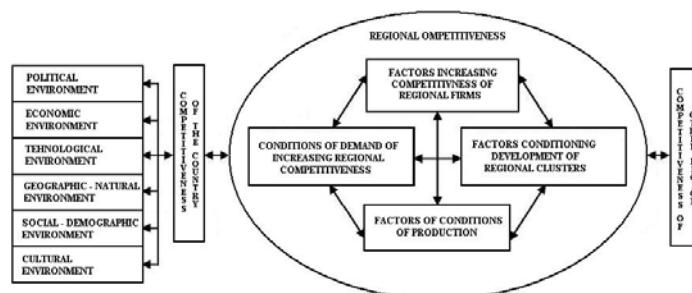 POLITICAL
ENVIRONMENT
ECONOMIC
ENVIRONMENT
TEHNOLOGICAL
ENVIRONMENT
GEOGRAPHIC - NATURAL
ENVIRONMENT
SOCIAL - DEMOGRAPHIC
ENVIRONMENT
CULTURAL
ENVIRONMENT
COMPETITIVENESS
OF THE COUNTRY
REGIONAL OMPETITIVENESS
FACTORS INCREASING
COMPETITIVNESS OF
REGIONAL FIRMS
CONDITIONS OF DEMAND OF
INCREASING REGIONAL
COMPETITIVENESS
FACTORS CONDITIONING
DEVELOPMENT OF
REGIONAL CLUSTERS
FACTORS OF CONDITIONS
OF PRODUCTION
COMPETITIVENESS OF